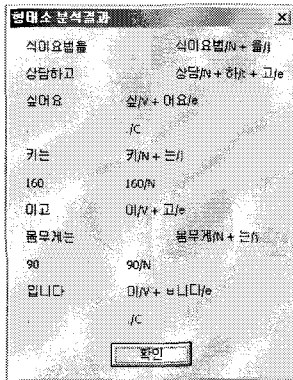 형태소 분석결과
식이요법을 식이요법/N + 을/j
상담하고 상담/N + 하/t + 고/e
싶어요 싶/V + 어요/e
. ./C
키는 키/N + 는/j
160 160/N
이고 이/V + 고/e
몸무게는 몸무게/N + 는/j
90 90/N
입니다 이/V + ㅂ니다/e
. ./C
확인